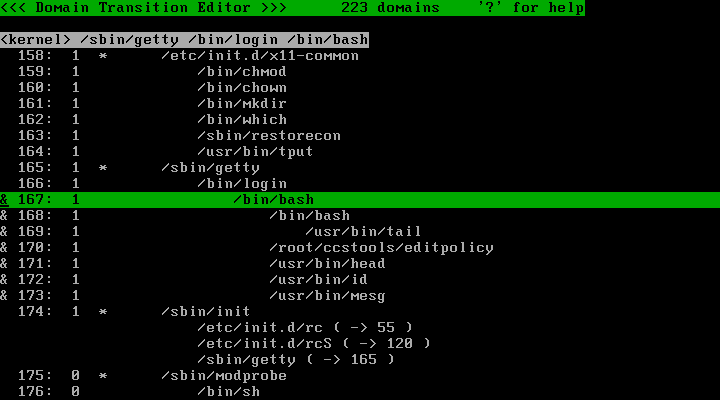 <<< Domain Transition Editor >>>      223 domains    '?' for help
<kernel> /sbin/getty /bin/login /bin/bash
158:  1  *      /etc/init.d/x11-common
159:  1             /bin/chmod
160:  1             /bin/chown
161:  1             /bin/mkdir
162:  1             /bin/which
163:  1             /sbin/restorecon
164:  1             /usr/bin/tput
165:  1  *      /sbin/getty
166:  1             /bin/login
& 167:  1                 /bin/bash
& 168:  1                     /bin/bash
& 169:  1                         /usr/bin/tail
& 170:  1                     /root/ccstools/editpolicy
& 171:  1                     /usr/bin/head
& 172:  1                     /usr/bin/id
& 173:  1                     /usr/bin/mesg
174:  1  *      /sbin/init
/etc/init.d/rc ( -> 55 )
/etc/init.d/rcS ( -> 120 )
/sbin/getty ( -> 165 )
175:  0  *      /sbin/modprobe
176:  0             /bin/sh